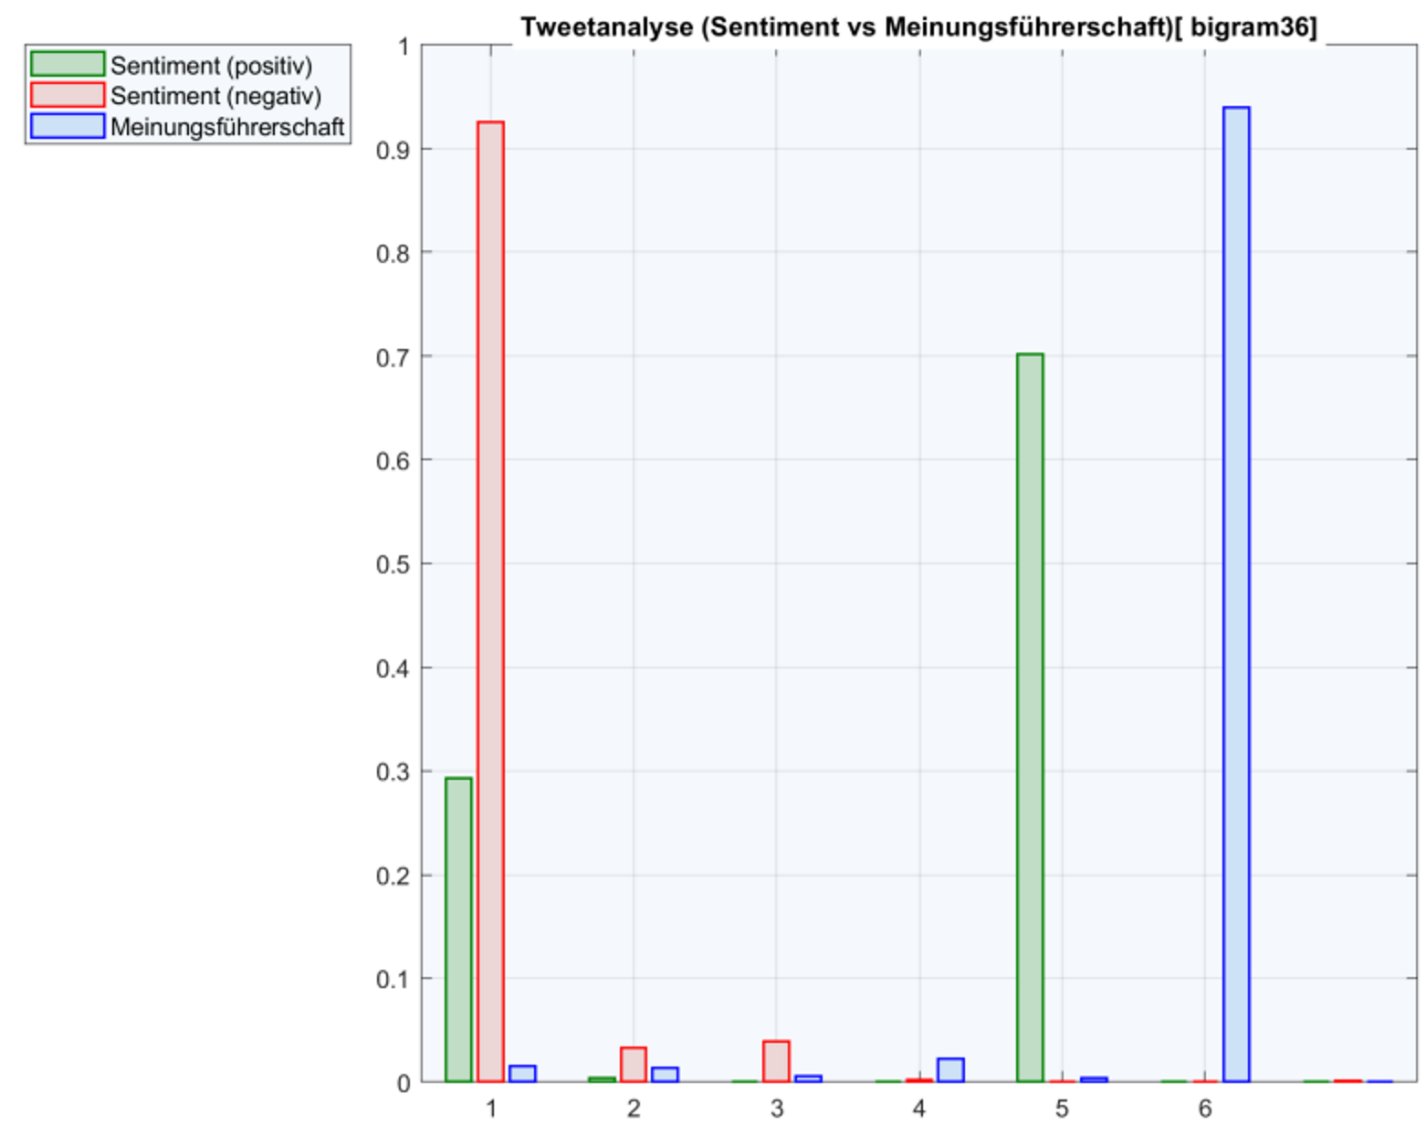 Tweetanalyse (Sentiment vs Meinungsführerschaft)[ bigram36]
Sentiment (positiv)
Sentiment (negativ)
Meinungsführerschaft
1
0.9
0.8
0.7
0.6
0.5
0.4
0.3
0.2
0.1
0
1 2 3 4 5 6